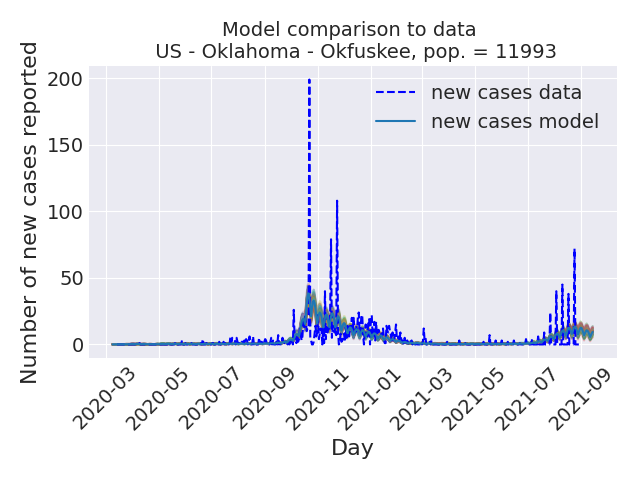 Model comparison to data
US - Oklahoma - Okfuskee, pop. = 11993
Number of new cases reported
200
150
100
50
0
new cases data
new cases model
2020-03
2020-05
2020-07
2020-09
2020-11
2021-01
2021-03
2021-05
2021-07
2021-09
Day